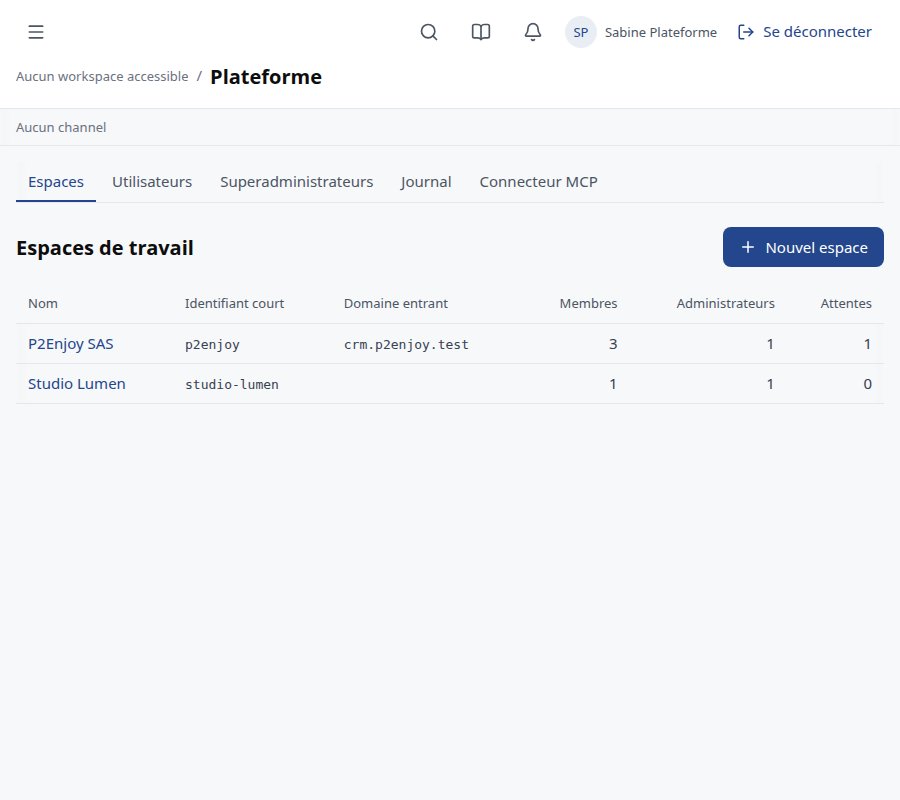 SP Sabine Plateforme Se déconnecter
Aucun workspace accessible / Plateforme
Aucun channel
Espaces Utilisateurs Superadministrateurs Journal Connecteur MCP
Espaces de travail Nouvel espace
Nom Identifiant court Domaine entrant Membres Administrateurs Attentes
P2Enjoy SAS p2enjoy crm.p2enjoy.test 3 1 1
Studio Lumen studio-lumen 1 1 0